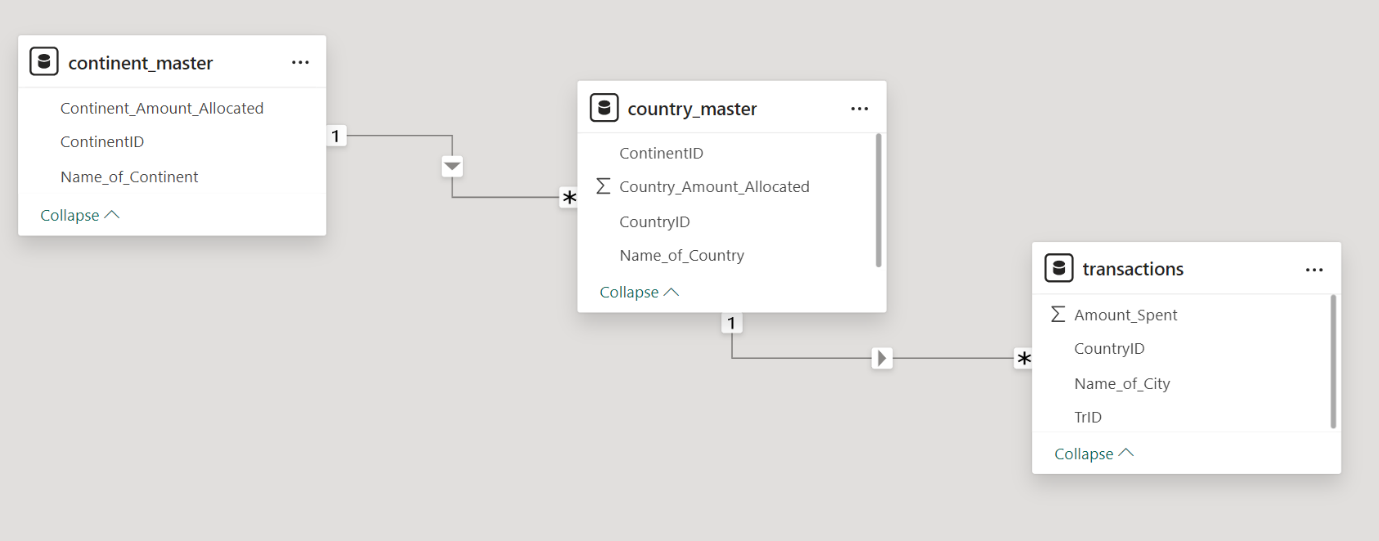 continent_master ...
Continent_Amount_Allocated
ContinentID
Name_of_Continent
Collapse
1
*
country_master ...
ContinentID
Σ Country_Amount_Allocated
CountryID
Name_of_Country
Collapse
1
*
transactions ...
Σ Amount_Spent
CountryID
Name_of_City
TrID
Collapse